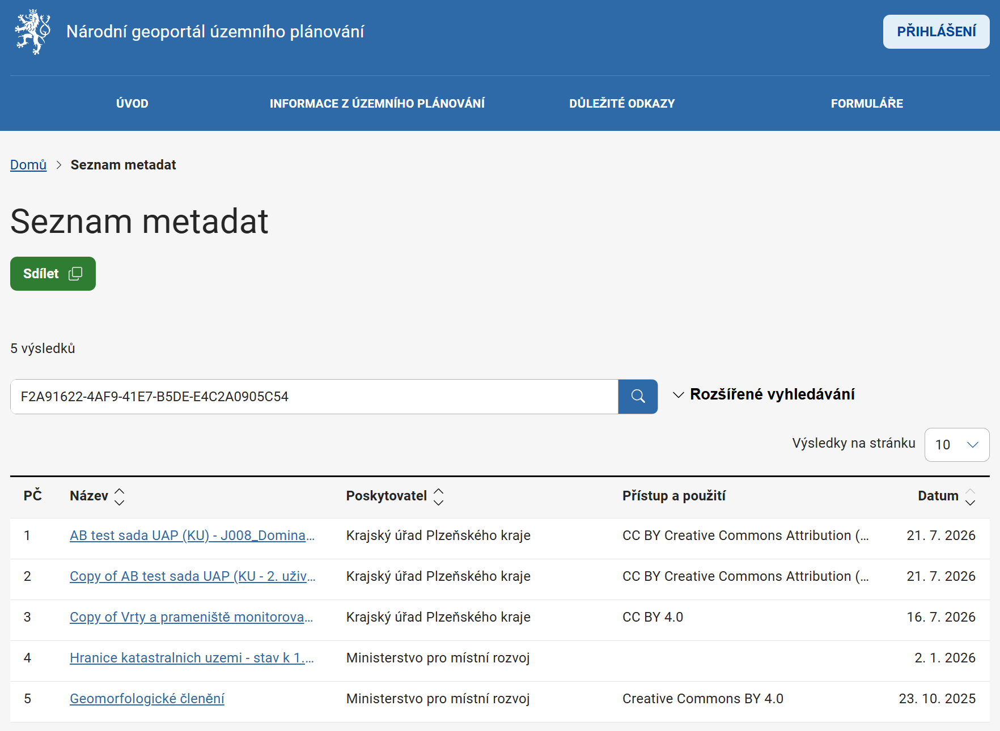 Národní geoportál územního plánování
PŘIHLÁŠENÍ
ÚVOD
INFORMACE Z ÚZEMNÍHO PLÁNOVÁNÍ
DŮLEŽITÉ ODKAZY
FORMULÁŘE
Domů > Seznam metadat
Seznam metadat
Sdílet
5 výsledků
F2A91622-4AF9-41E7-B5DE-E4C2A0905C54
Rozšířené vyhledávání
Výsledky na stránku 10
PČ Název Poskytovatel Přístup a použití Datum
1 AB test sada UAP (KU) - J008_Domina... Krajský úřad Plzeňského kraje CC BY Creative Commons Attribution (... 21. 7. 2026
2 Copy of AB test sada UAP (KU - 2. uživ... Krajský úřad Plzeňského kraje CC BY Creative Commons Attribution (... 21. 7. 2026
3 Copy of Vrty a prameniště monitorova... Krajský úřad Plzeňského kraje CC BY 4.0 16. 7. 2026
4 Hranice katastralnich uzemi - stav k 1.... Ministerstvo pro místní rozvoj 2. 1. 2026
5 Geomorfologické členění Ministerstvo pro místní rozvoj Creative Commons BY 4.0 23. 10. 2025